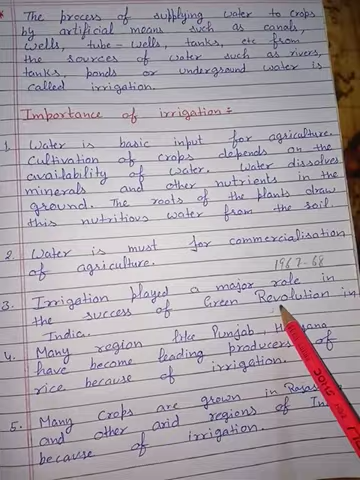 * The process of supplying water to crops
by artificial means such as canals,
wells, tube-wells, tanks, etc from
the sources of water such as rivers,
tanks, ponds or underground water is
called irrigation.
Importance of irrigation :-
1. Water is basic input for agriculture.
Cultivation of crops depends on the
availability of water. Water dissolves
minerals and other nutrients in the
ground. The roots of the plants draw
this nutritious water from the soil
2. Water is must for commercialisation
of agriculture.
1967-68
3. Irrigation played a major role in
the success of Green Revolution in
India.
4. Many region like Punjab, Haryana,
have become leading producers of
rice because of irrigation.
5. Many crops are grown in
and other arid regions of
because of irrigation.